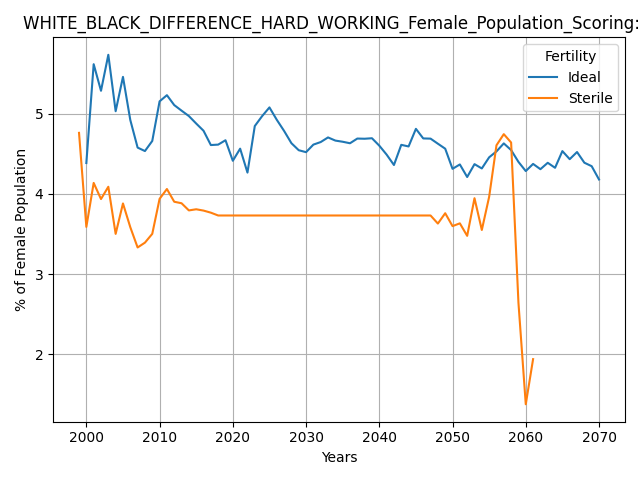 WHITE_BLACK_DIFFERENCE_HARD_WORKING_Female_Population_Scoring:
Fertility
Ideal
Sterile
5
4
3
2
% of Female Population
2000 2010 2020 2030 2040 2050 2060 2070
Years